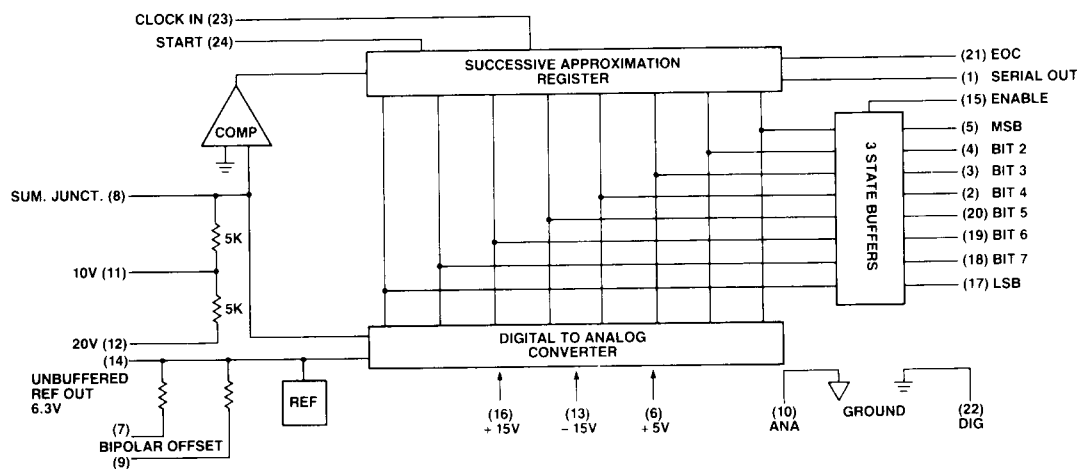 CLOCK IN (23)
START (24)
SUCCESSIVE APPROXIMATION
REGISTER
(21) EOC
(1) SERIAL OUT
(15) ENABLE
COMP
3 STATE BUFFERS
(5) MSB
(4) BIT 2
(3) BIT 3
(2) BIT 4
(20) BIT 5
(19) BIT 6
(18) BIT 7
(17) LSB
SUM. JUNCT. (8)
5K
10V (11)
5K
20V (12)
(14)
UNBUFFERED
REF OUT
6.3V
DIGITAL TO ANALOG
CONVERTER
REF
(7)
BIPOLAR OFFSET
(9)
(16)
+ 15V
(13)
– 15V
(6)
+ 5V
(10)
ANA
GROUND
(22)
DIG